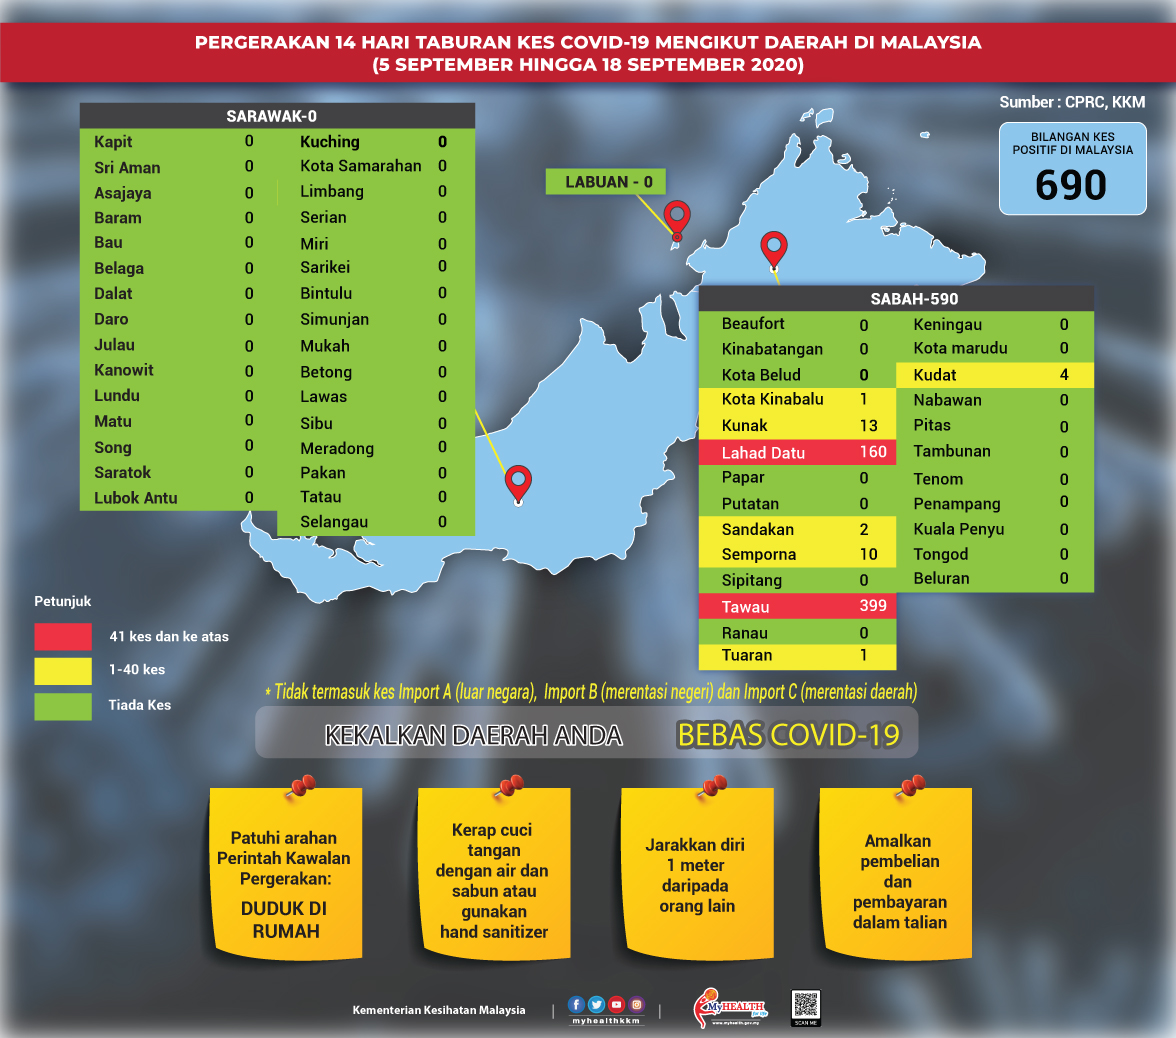 PERGERAKAN 14 HARI TABURAN KES COVID-19 MENGIKUT DAERAH DI MALAYSIA
(5 SEPTEMBER HINGGA 18 SEPTEMBER 2020)
Sumber : CPRC, KKM
BILANGAN KES
POSITIF DI MALAYSIA
690
SARAWAK-0
Kapit 0 Kuching 0
Sri Aman 0 Kota Samarahan 0
Asajaya 0 Limbang 0
Baram 0 Serian 0
Bau 0 Miri 0
Belaga 0 Sarikei 0
Dalat 0 Bintulu 0
Daro 0 Simunjan 0
Julau 0 Mukah 0
Kanowit 0 Betong 0
Lundu 0 Lawas 0
Matu 0 Sibu 0
Song 0 Meradong 0
Saratok 0 Pakan 0
Lubok Antu 0 Tatau 0
Selangau 0
LABUAN - 0
SABAH-590
Beaufort 0 Keningau 0
Kinabatangan 0 Kota marudu 0
Kota Belud 0 Kudat 4
Kota Kinabalu 1 Nabawan 0
Kunak 13 Pitas 0
Lahad Datu 160 Tambunan 0
Papar 0 Tenom 0
Putatan 0 Penampang 0
Sandakan 2 Kuala Penyu 0
Semporna 10 Tongod 0
Sipitang 0 Beluran 0
Tawau 399
Ranau 0
Tuaran 1
Petunjuk
41 kes dan ke atas
1-40 kes
Tiada Kes
* Tidak termasuk kes Import A (luar negara), Import B (merentasi negeri) dan Import C (merentasi daerah)
KEKALKAN DAERAH ANDA BEBAS COVID-19
Patuhi arahan
Perintah Kawalan
Pergerakan:
DUDUK DI
RUMAH
Kerap cuci
tangan
dengan air dan
sabun atau
gunakan
hand sanitizer
Jarakkan diri
1 meter
daripada
orang lain
Amalkan
pembelian
dan
pembayaran
dalam talian
Kementerian Kesihatan Malaysia
myhealthkkm
MyHEALTH
for life
www.myhealth.gov.my
SCAN ME